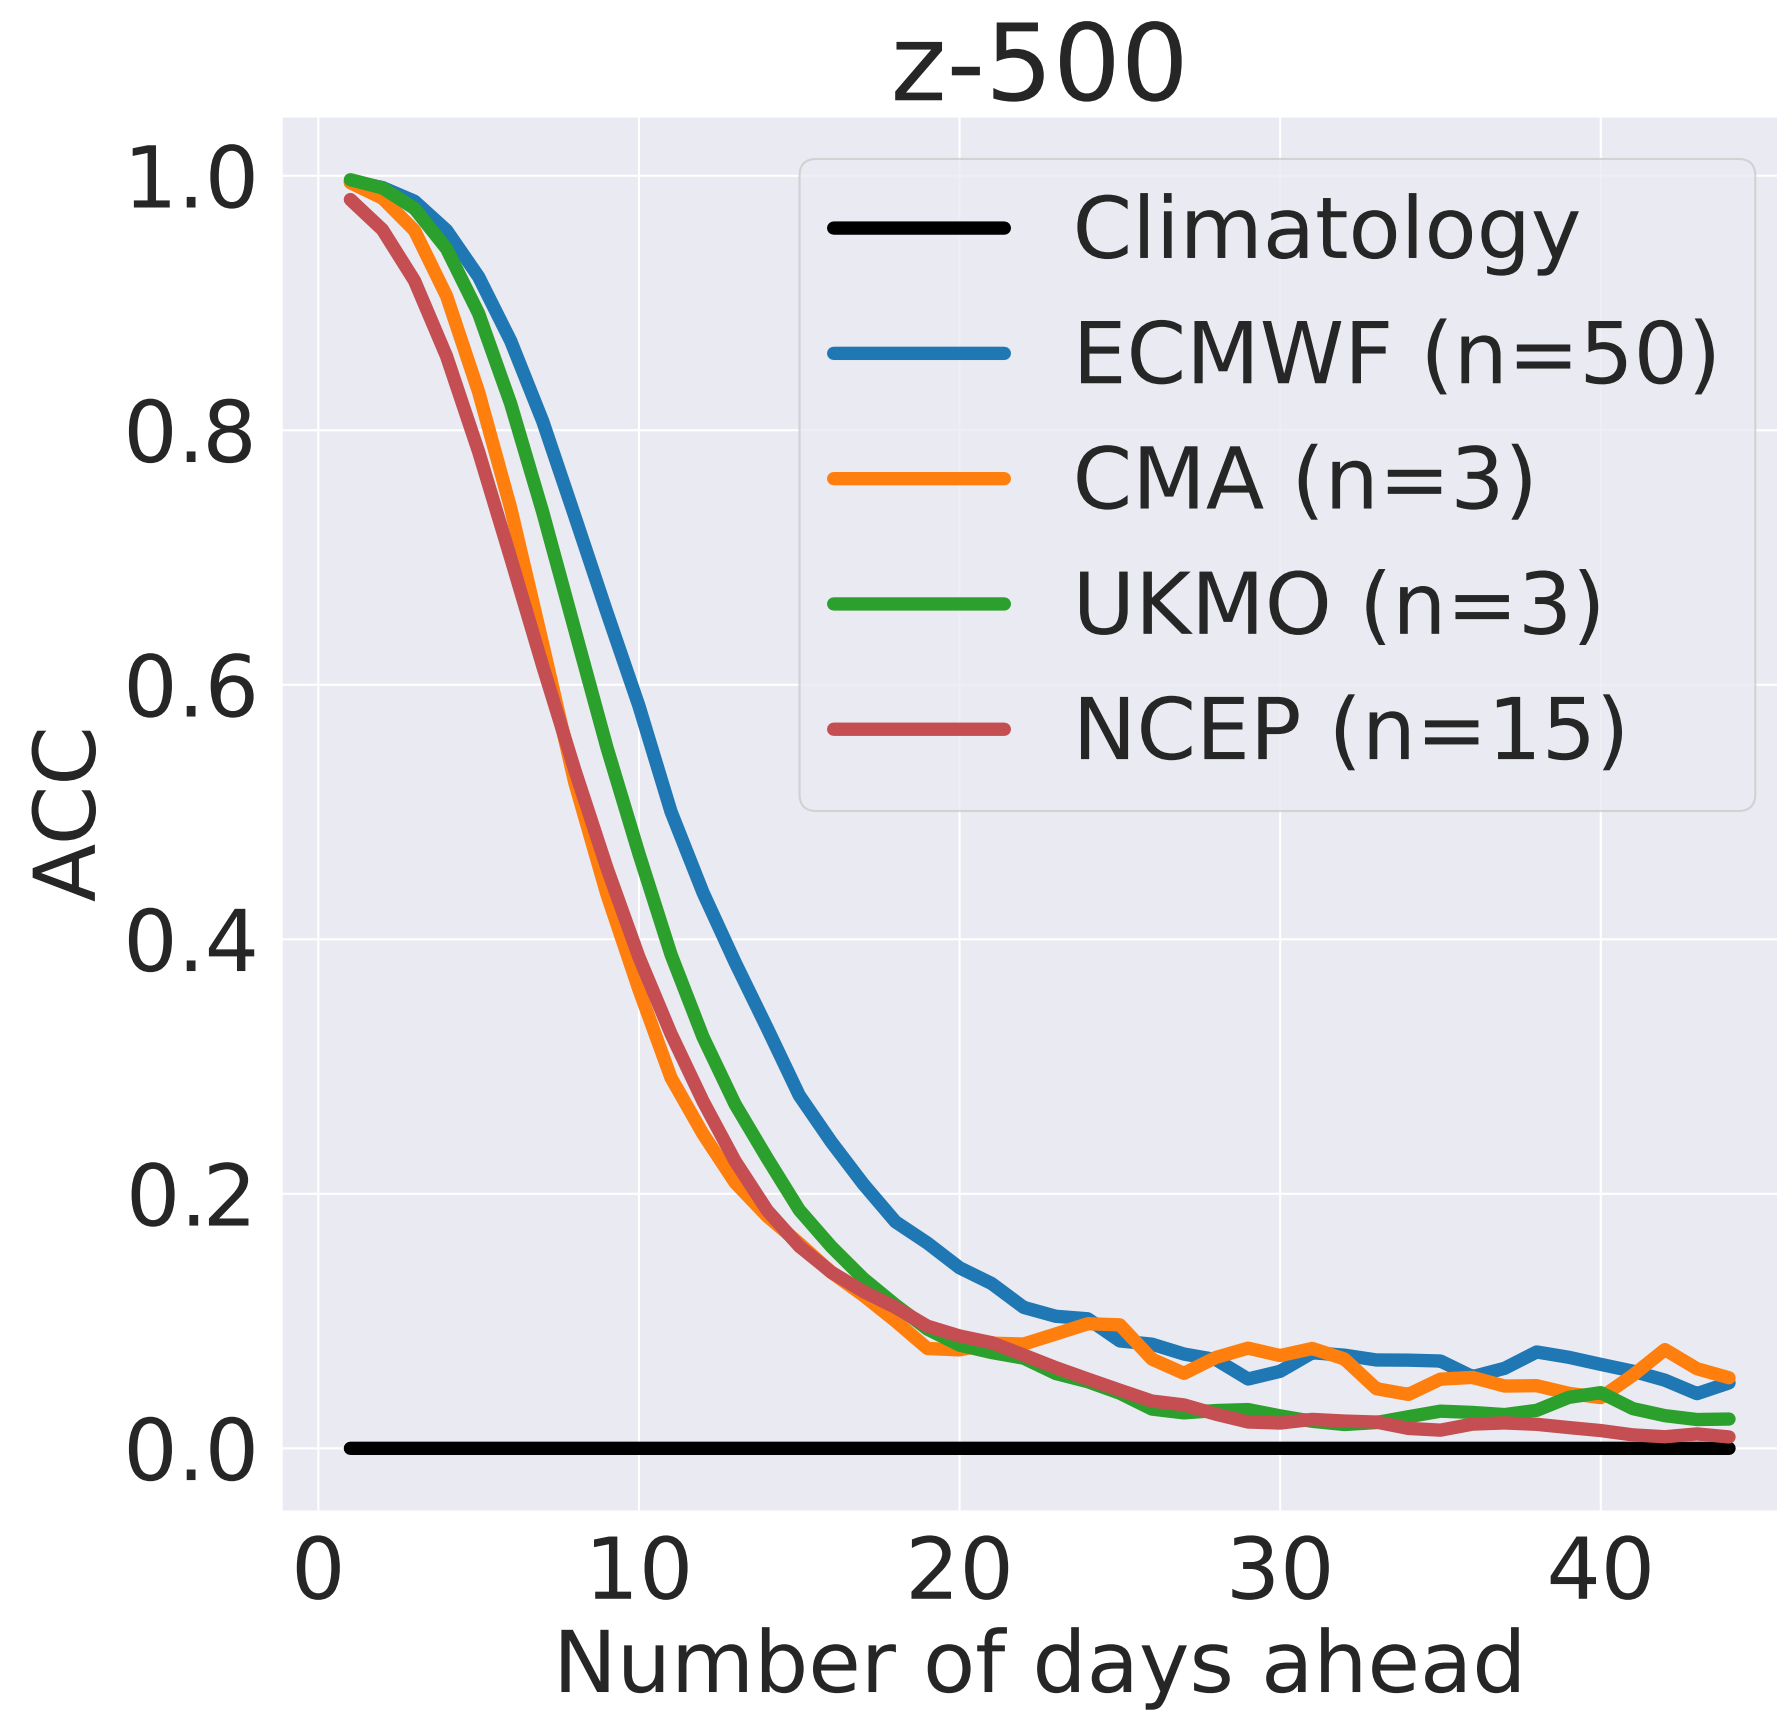 z-500
1.0
0.8
0.6
0.4
0.2
0.0
ACC
Climatology
ECMWF (n=50)
CMA (n=3)
UKMO (n=3)
NCEP (n=15)
0 10 20 30 40
Number of days ahead